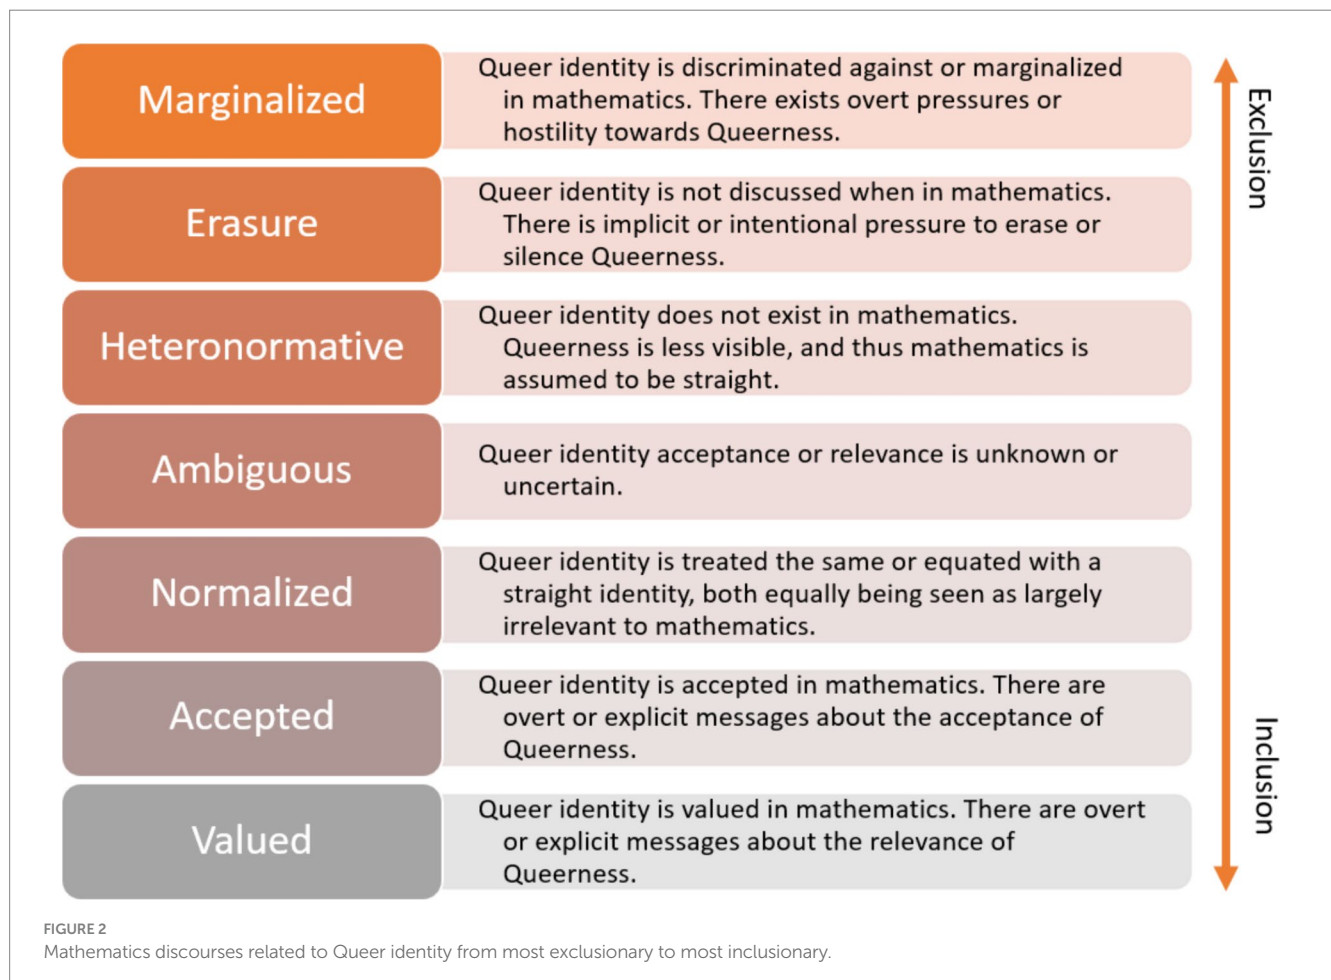 Marginalized
Queer identity is discriminated against or marginalized
in mathematics. There exists overt pressures or
hostility towards Queerness.
Erasure
Queer identity is not discussed when in mathematics.
There is implicit or intentional pressure to erase or
silence Queerness.
Heteronormative
Queer identity does not exist in mathematics.
Queerness is less visible, and thus mathematics is
assumed to be straight.
Ambiguous
Queer identity acceptance or relevance is unknown or
uncertain.
Normalized
Queer identity is treated the same or equated with a
straight identity, both equally being seen as largely
irrelevant to mathematics.
Accepted
Queer identity is accepted in mathematics. There are
overt or explicit messages about the acceptance of
Queerness.
Valued
Queer identity is valued in mathematics. There are overt
or explicit messages about the relevance of
Queerness.
Exclusion
Inclusion
FIGURE 2
Mathematics discourses related to Queer identity from most exclusionary to most inclusionary.